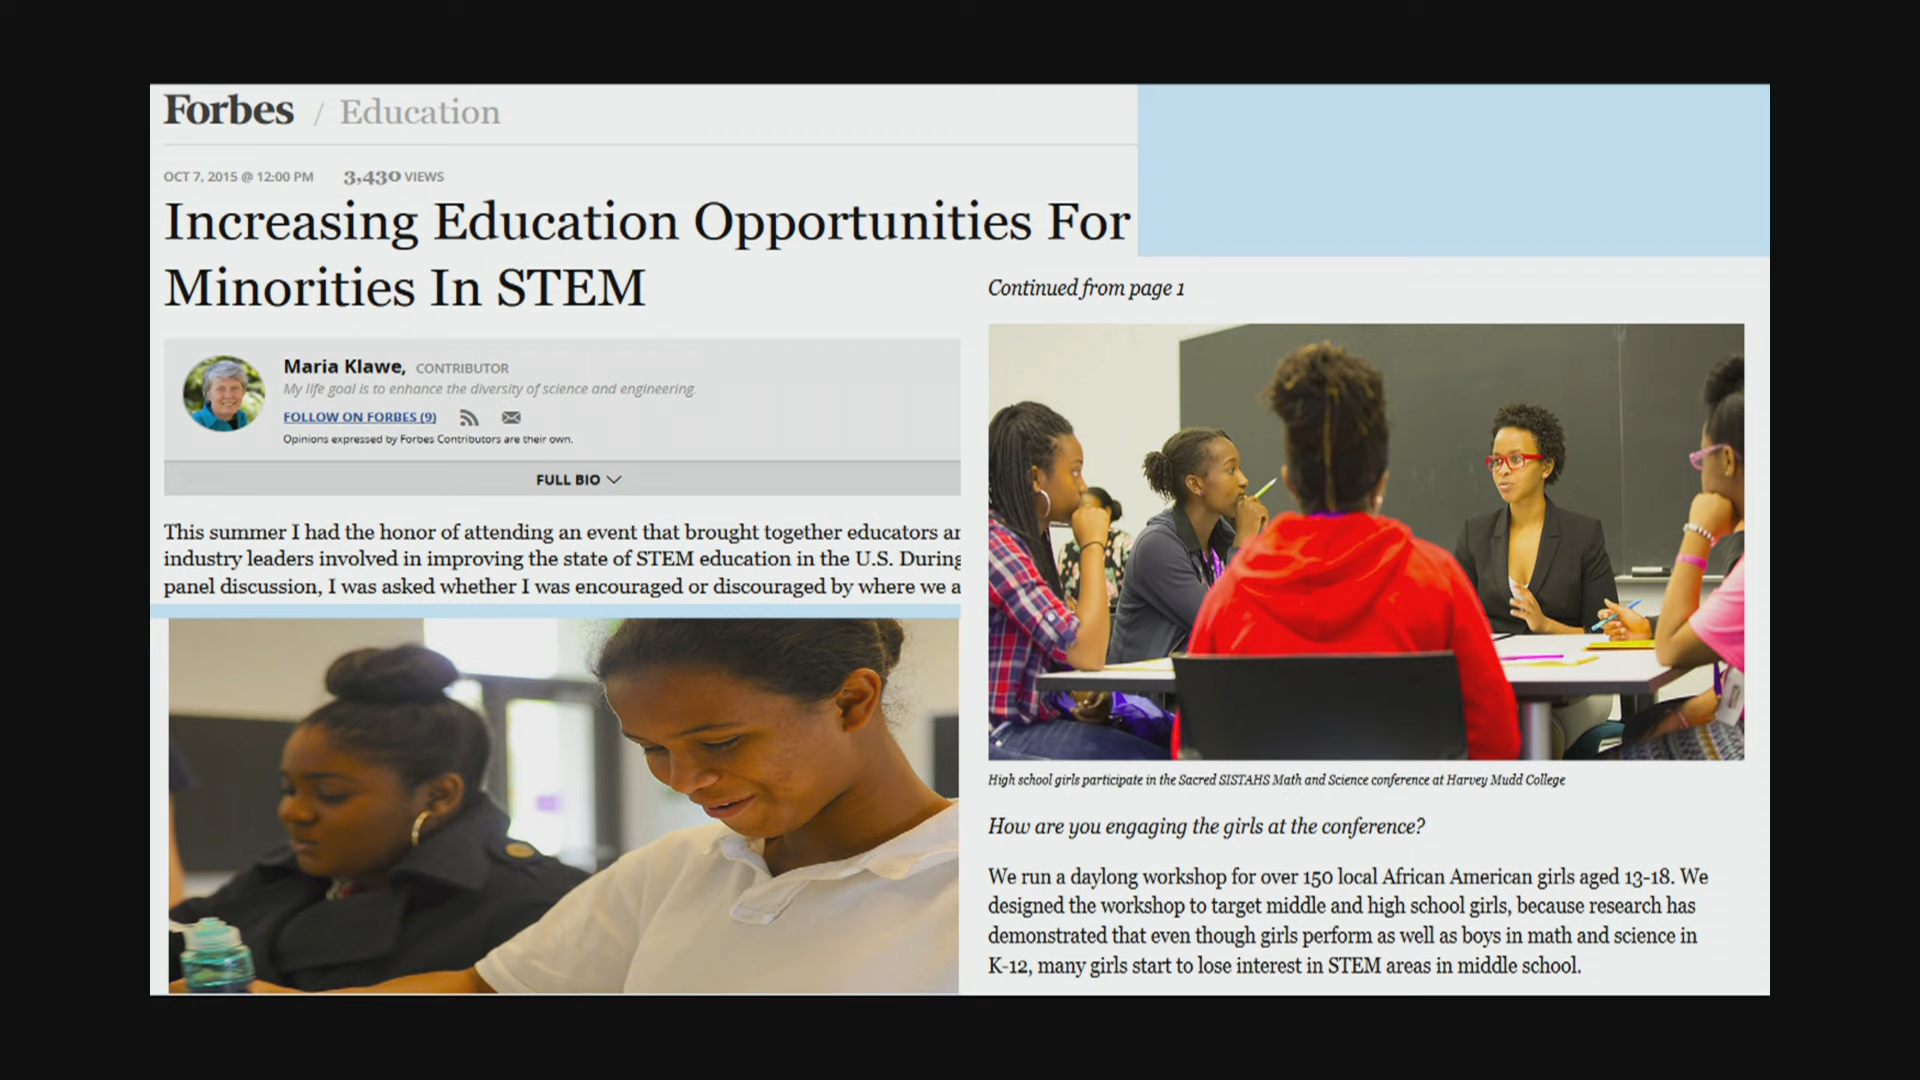 Forbes / Education
OCT 7, 2015 @ 12:00 PM 3,430 VIEWS
Increasing Education Opportunities For
Minorities In STEM
Maria Klawe, CONTRIBUTOR
My life goal is to enhance the diversity of science and engineering.
FOLLOW ON FORBES (9)
Opinions expressed by Forbes Contributors are their own.
FULL BIO
This summer I had the honor of attending an event that brought together educators
industry leaders involved in improving the state of STEM education in the U.S. During
panel discussion, I was asked whether I was encouraged or discouraged by where we
Continued from page 1
High school girls participate in the Sacred SISTAHS Math and Science conference at Harvey Mudd College
How are you engaging the girls at the conference?
We run a daylong workshop for over 150 local African American girls aged 13-18. We
designed the workshop to target middle and high school girls, because research has
demonstrated that even though girls perform as well as boys in math and science in
K-12, many girls start to lose interest in STEM areas in middle school.